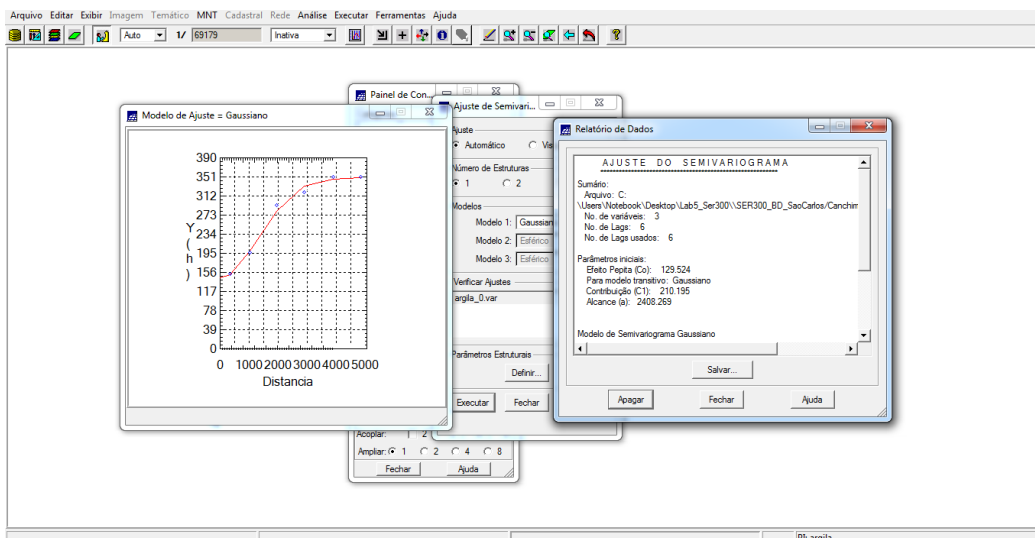 Arquivo Editar Exibir Imagem Temático MNT Cadastral Rede Análise Executar Ferramentas Ajuda
Auto 1/ 69179 Inativa
Painel de Con...
Ajuste de Semivari...
Modelo de Ajuste = Gaussiano
390
351
312
273
234
195
156
117
78
39
0
Y
(
h
)
0 1000 2000 3000 4000 5000
Distancia
Ajuste
Automático
Número de Estruturas
1 2
Modelos
Modelo 1: Gaussian
Modelo 2: Esférico
Modelo 3: Esférico
Verificar Ajustes
argila_0.var
Parâmetros Estruturais
Definir...
Executar Fechar
Acoplar: 2
Ampliar: 1 2 4 8
Fechar Ajuda
Relatório de Dados
AJUSTE DO SEMIVARIOGRAMA
Sumário:
Arquivo: C:
\Users\Notebook\Desktop\Lab5_Ser300\\SER300_BD_SaoCarlos/Canchim
No. de variáveis: 3
No. de Lags: 6
No. de Lags usados: 6
Parâmetros iniciais:
Efeito Pepita (Co): 129.524
Para modelo transitivo: Gaussiano
Contribuição (C1): 210.195
Alcance (a): 2408.269
Modelo de Semivariograma Gaussiano
Salvar...
Apagar Fechar Ajuda